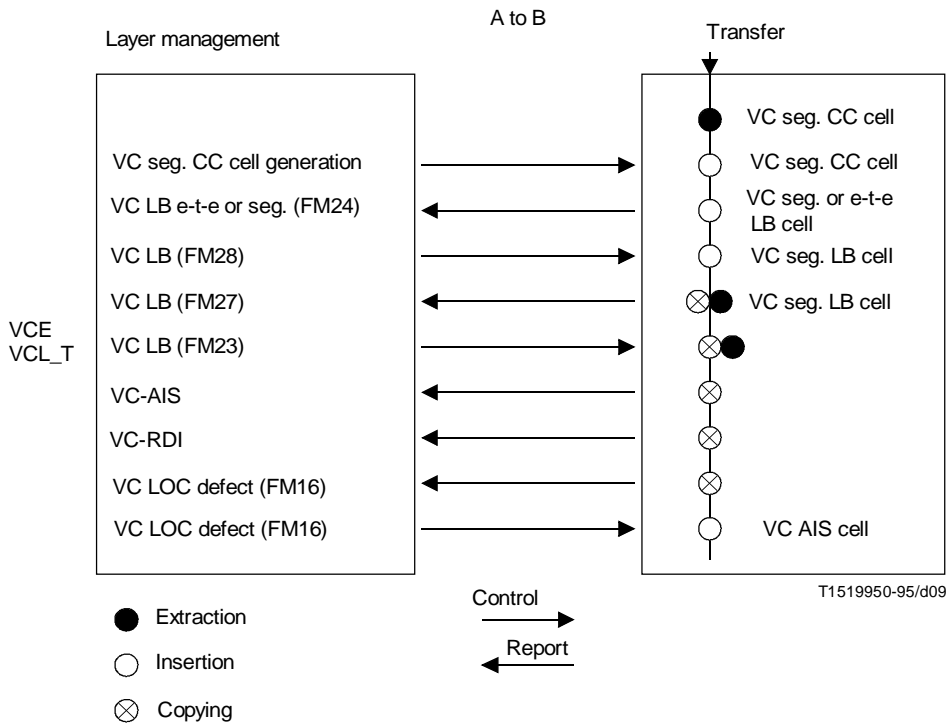 A to B
Layer management
Transfer
VC seg. CC cell
VC seg. CC cell generation
VC seg. CC cell
VC LB e-t-e or seg. (FM24)
VC seg. or e-t-e
LB cell
VC LB (FM28)
VC seg. LB cell
VC LB (FM27)
VC seg. LB cell
VCE
VCL_T
VC LB (FM23)
VC-AIS
VC-RDI
VC LOC defect (FM16)
VC LOC defect (FM16)
VC AIS cell
T1519950-95/d09
Extraction
Control
Insertion
Report
Copying